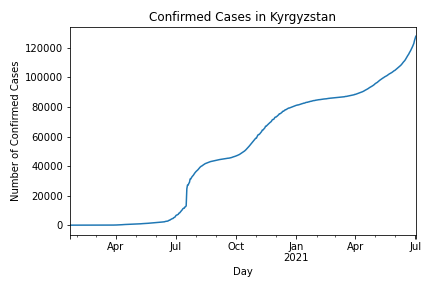 Confirmed Cases in Kyrgyzstan
Number of Confirmed Cases
120000
100000
80000
60000
40000
20000
0
Apr
Jul
Oct
Jan
2021
Apr
Jul
Day